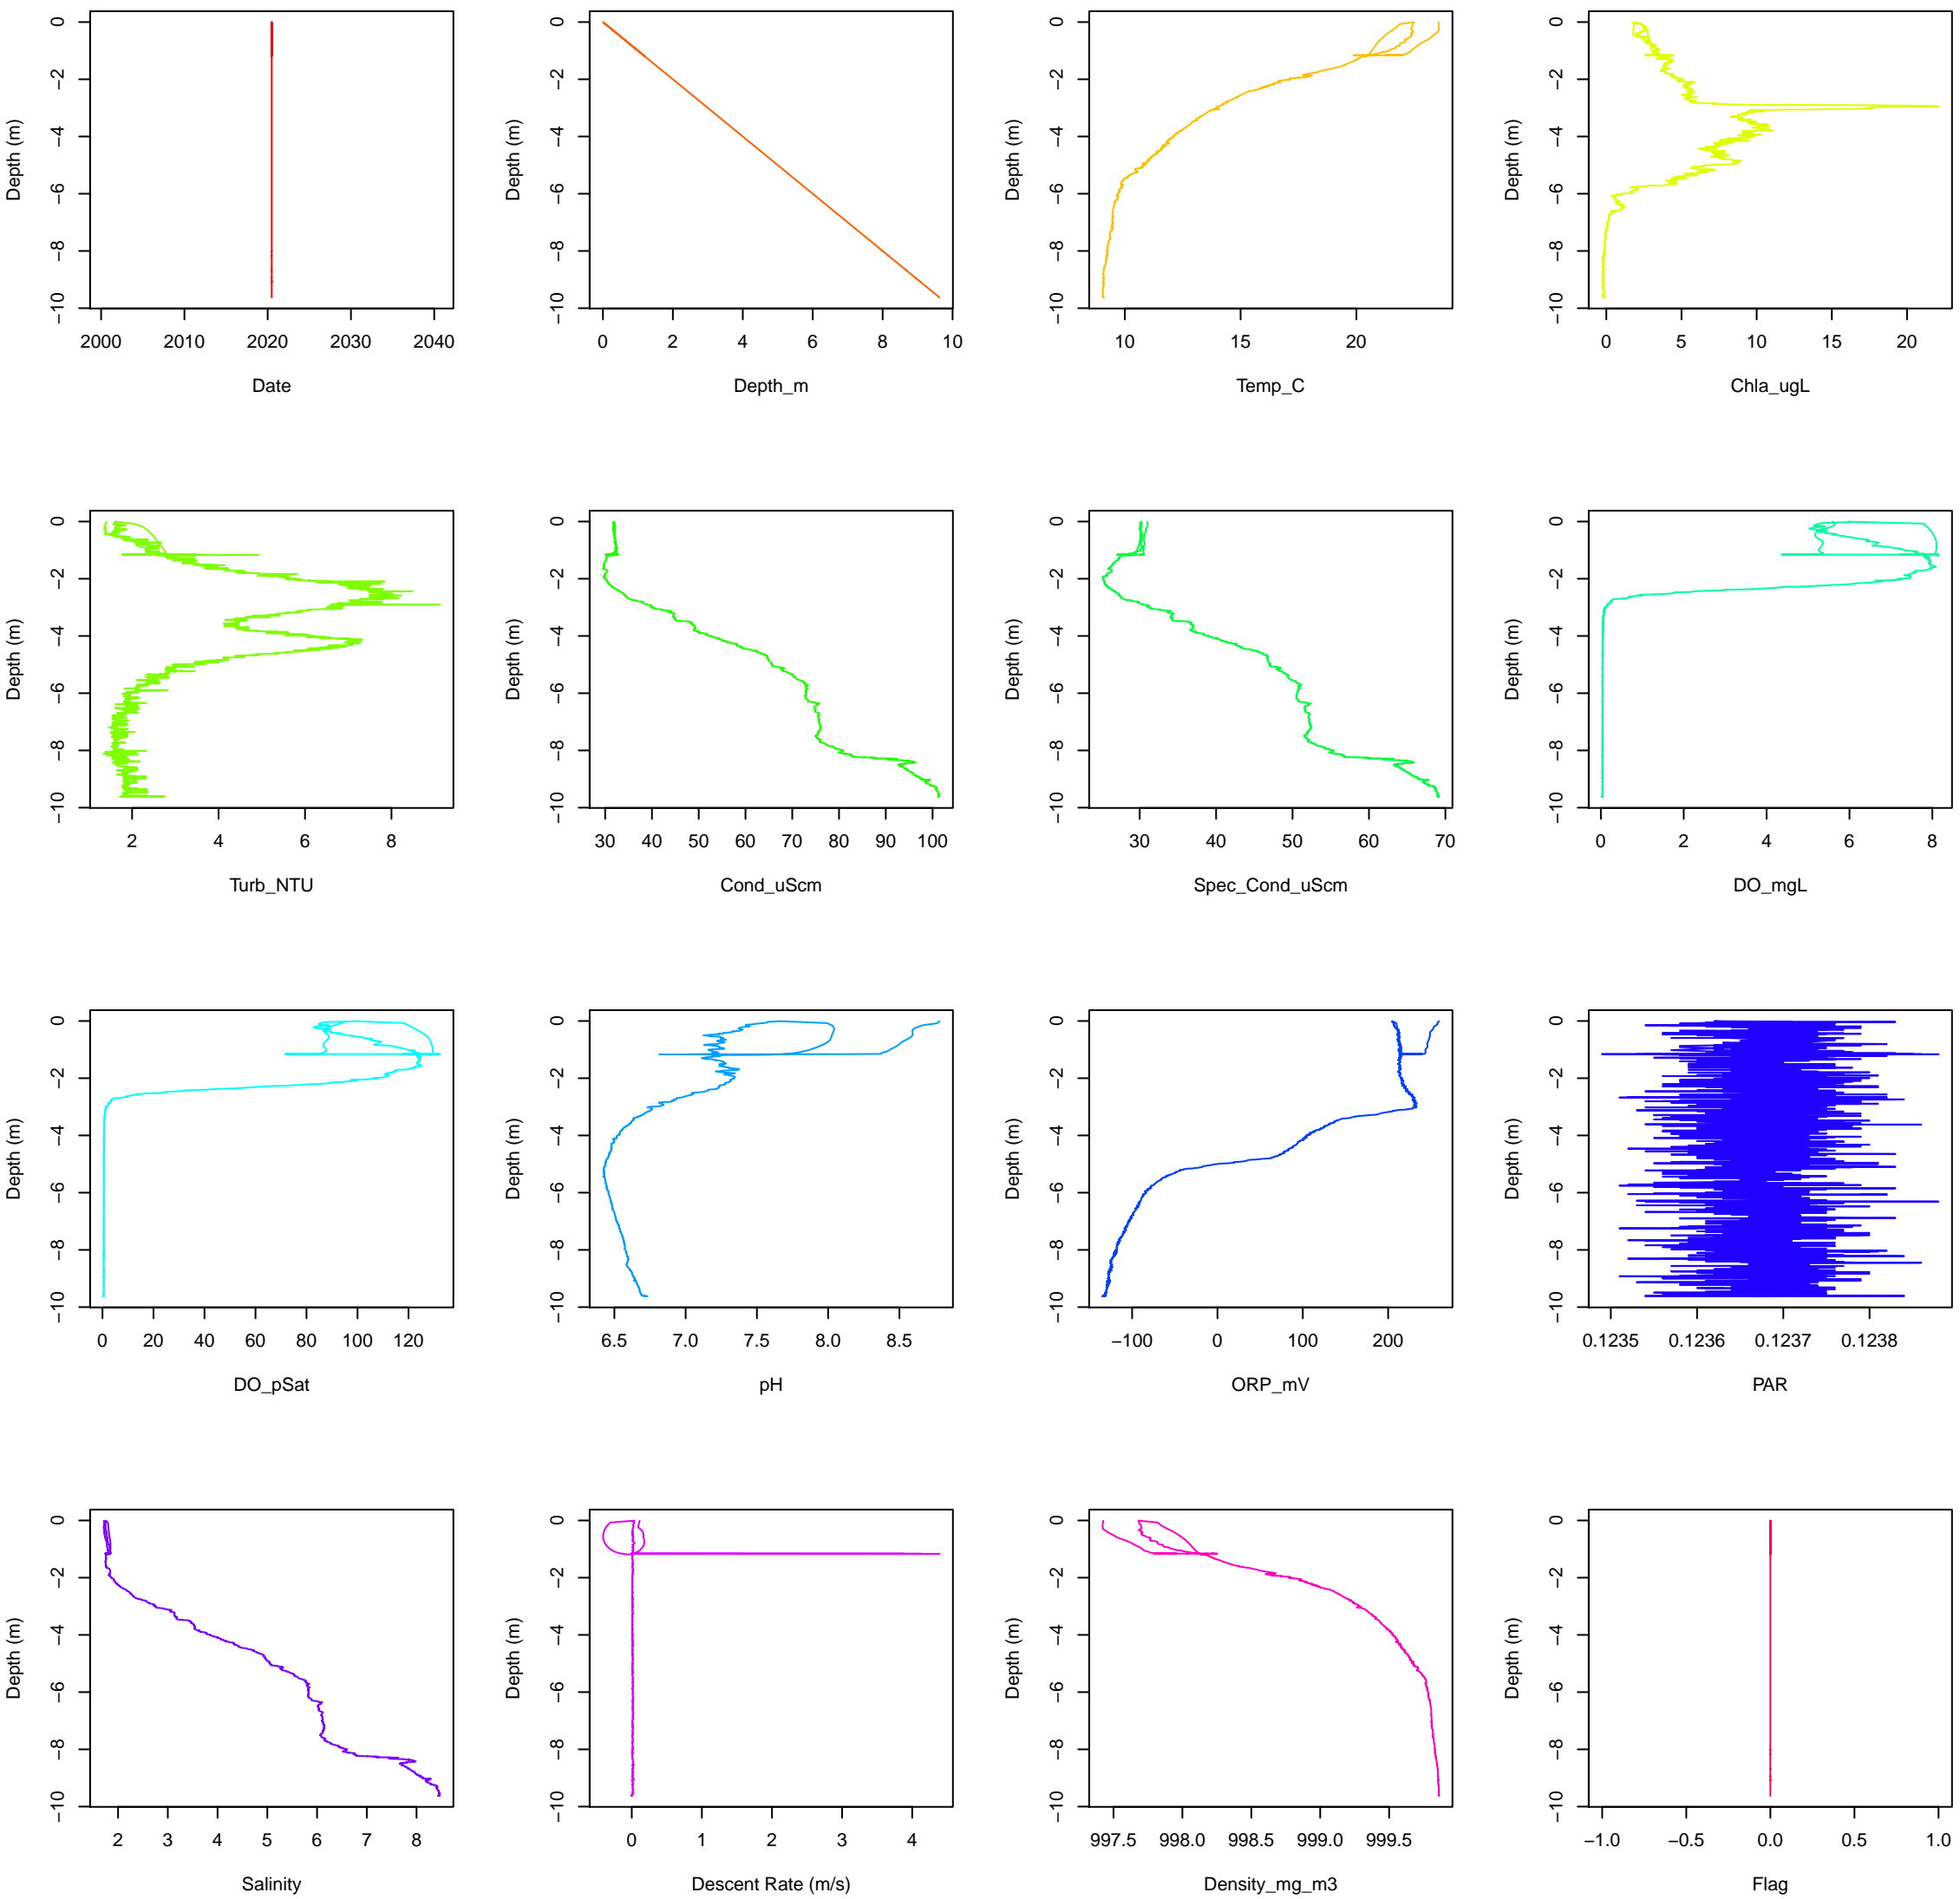 0 0 0 0
−2 −2 −2 −2
−4 −4 −4 −4
−6 −6 −6 −6
−8 −8 −8 −8
−10 −10 −10 −10
Depth (m) Depth (m) Depth (m) Depth (m)
2000 2010 2020 2030 2040 0 2 4 6 8 10 10 15 20 0 5 10 15 20
Date Depth_m Temp_C Chla_ugL
0 0 0 0
−2 −2 −2 −2
−4 −4 −4 −4
−6 −6 −6 −6
−8 −8 −8 −8
−10 −10 −10 −10
Depth (m) Depth (m) Depth (m) Depth (m)
2 4 6 8 30 40 50 60 70 80 90 100 30 40 50 60 70 0 2 4 6 8
Turb_NTU Cond_uScm Spec_Cond_uScm DO_mgL
0 0 0 0
−2 −2 −2 −2
−4 −4 −4 −4
−6 −6 −6 −6
−8 −8 −8 −8
−10 −10 −10 −10
Depth (m) Depth (m) Depth (m) Depth (m)
0 20 40 60 80 100 120 6.5 7.0 7.5 8.0 8.5 −100 0 100 200 0.1235 0.1236 0.1237 0.1238
DO_pSat pH ORP_mV PAR
0 0 0 0
−2 −2 −2 −2
−4 −4 −4 −4
−6 −6 −6 −6
−8 −8 −8 −8
−10 −10 −10 −10
Depth (m) Depth (m) Depth (m) Depth (m)
2 3 4 5 6 7 8 0 1 2 3 4 997.5 998.0 998.5 999.0 999.5 −1.0 −0.5 0.0 0.5 1.0
Salinity Descent Rate (m/s) Density_mg_m3 Flag